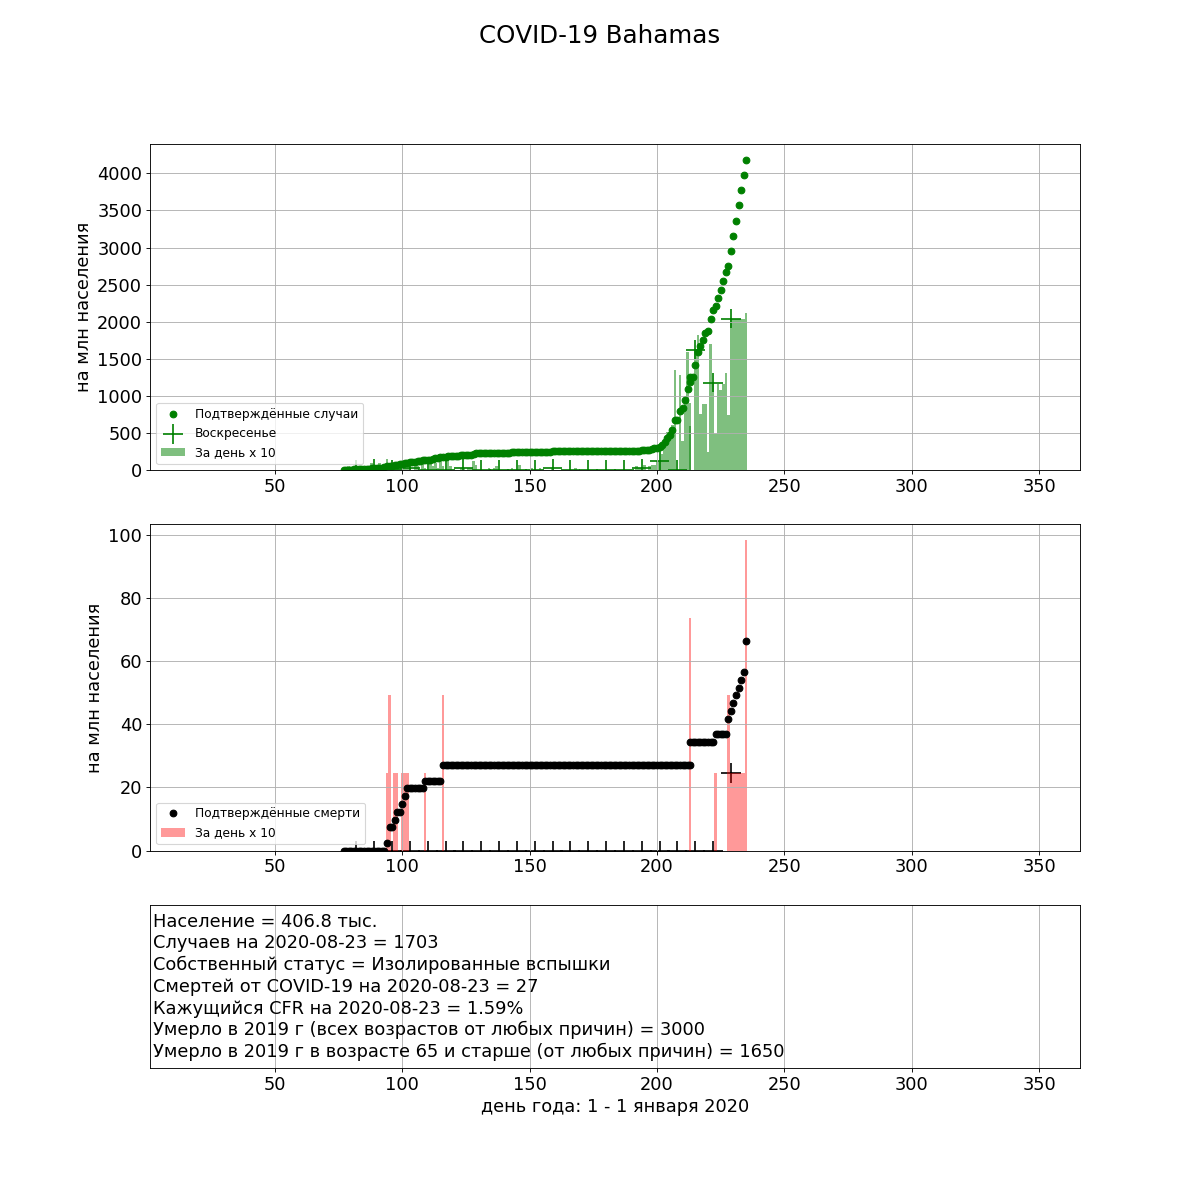 COVID-19 Bahamas
4000
3500
3000
2500
2000
1500
1000
500
0
на млн населения
Подтверждённые случаи
Воскресенье
За день x 10
50 100 150 200 250 300 350
100
80
60
40
20
0
на млн населения
Подтверждённые смерти
За день x 10
50 100 150 200 250 300 350
Население = 406.8 тыс.
Случаев на 2020-08-23 = 1703
Собственный статус = Изолированные вспышки
Смертей от COVID-19 на 2020-08-23 = 27
Кажущийся CFR на 2020-08-23 = 1.59%
Умерло в 2019 г (всех возрастов от любых причин) = 3000
Умерло в 2019 г в возрасте 65 и старше (от любых причин) = 1650
50 100 150 200 250 300 350
день года: 1 - 1 января 2020